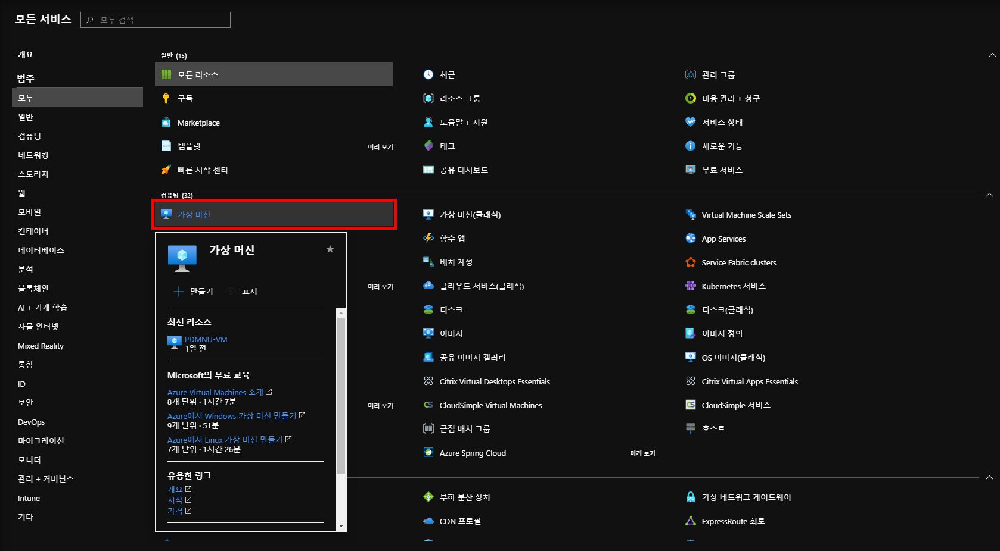 모든 서비스
모두 검색
개요
범주
모두
일반
컴퓨팅
네트워킹
스토리지
웹
모바일
컨테이너
데이터베이스
분석
블록체인
AI + 기계 학습
사물 인터넷
Mixed Reality
통합
ID
보안
DevOps
마이그레이션
모니터
관리 + 거버넌스
Intune
기타
일반 (15)
모든 리소스
최근
관리 그룹
구독
리소스 그룹
비용 관리 + 청구
Marketplace
도움말 + 지원
서비스 상태
템플릿
미리 보기
태그
새로운 기능
빠른 시작 센터
공유 대시보드
무료 서비스
컴퓨팅 (32)
가상 머신
가상 머신(클래식)
Virtual Machine Scale Sets
함수 앱
App Services
배치 계정
Service Fabric clusters
미리 보기
클라우드 서비스(클래식)
Kubernetes 서비스
디스크
디스크(클래식)
이미지
이미지 정의
공유 이미지 갤러리
OS 이미지(클래식)
Citrix Virtual Desktops Essentials
Citrix Virtual Apps Essentials
미리 보기
CloudSimple Virtual Machines
CloudSimple 서비스
근접 배치 그룹
호스트
Azure Spring Cloud
미리 보기
부하 분산 장치
가상 네트워크 게이트웨이
CDN 프로필
ExpressRoute 회로
가상 머신
만들기
표시
최신 리소스
PDMNU-VM
1일 전
Microsoft의 무료 교육
Azure Virtual Machines 소개
8개 단위 · 1시간 7분
Azure에서 Windows 가상 머신 만들기
9개 단위 · 51분
Azure에서 Linux 가상 머신 만들기
7개 단위 · 1시간 26분
유용한 링크
개요
시작
가격